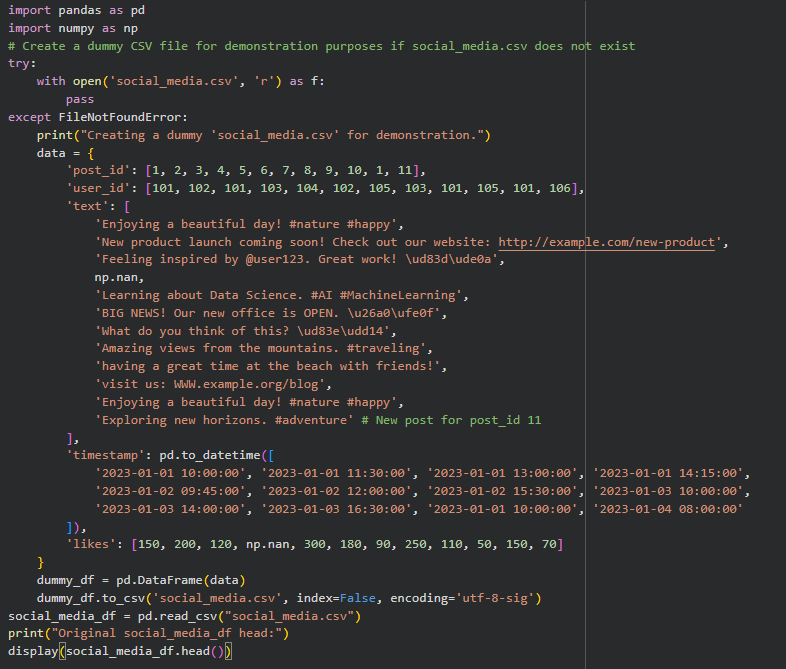 import pandas as pd
import numpy as np
# Create a dummy CSV file for demonstration purposes if social_media.csv does not exist
try:
    with open('social_media.csv', 'r') as f:
        pass
except FileNotFoundError:
    print("Creating a dummy 'social_media.csv' for demonstration.")
    data = {
        'post_id': [1, 2, 3, 4, 5, 6, 7, 8, 9, 10, 1, 11],
        'user_id': [101, 102, 101, 103, 104, 102, 105, 103, 101, 105, 101, 106],
        'text': [
            'Enjoying a beautiful day! #nature #happy',
            'New product launch coming soon! Check out our website: http://example.com/new-product',
            'Feeling inspired by @user123. Great work! \ud83d\ude0a',
            np.nan,
            'Learning about Data Science. #AI #MachineLearning',
            'BIG NEWS! Our new office is OPEN. \u26a0\ufe0f',
            'What do you think of this? \ud83e\udd14',
            'Amazing views from the mountains. #traveling',
            'having a great time at the beach with friends!',
            'visit us: WWW.example.org/blog',
            'Enjoying a beautiful day! #nature #happy',
            'Exploring new horizons. #adventure' # New post for post_id 11
        ],
        'timestamp': pd.to_datetime([
            '2023-01-01 10:00:00', '2023-01-01 11:30:00', '2023-01-01 13:00:00', '2023-01-01 14:15:00',
            '2023-01-02 09:45:00', '2023-01-02 12:00:00', '2023-01-02 15:30:00', '2023-01-03 10:00:00',
            '2023-01-03 14:00:00', '2023-01-03 16:30:00', '2023-01-01 10:00:00', '2023-01-04 08:00:00'
        ]),
        'likes': [150, 200, 120, np.nan, 300, 180, 90, 250, 110, 50, 150, 70]
    }
    dummy_df = pd.DataFrame(data)
    dummy_df.to_csv('social_media.csv', index=False, encoding='utf-8-sig')
social_media_df = pd.read_csv("social_media.csv")
print("Original social_media_df head:")
display(social_media_df.head())